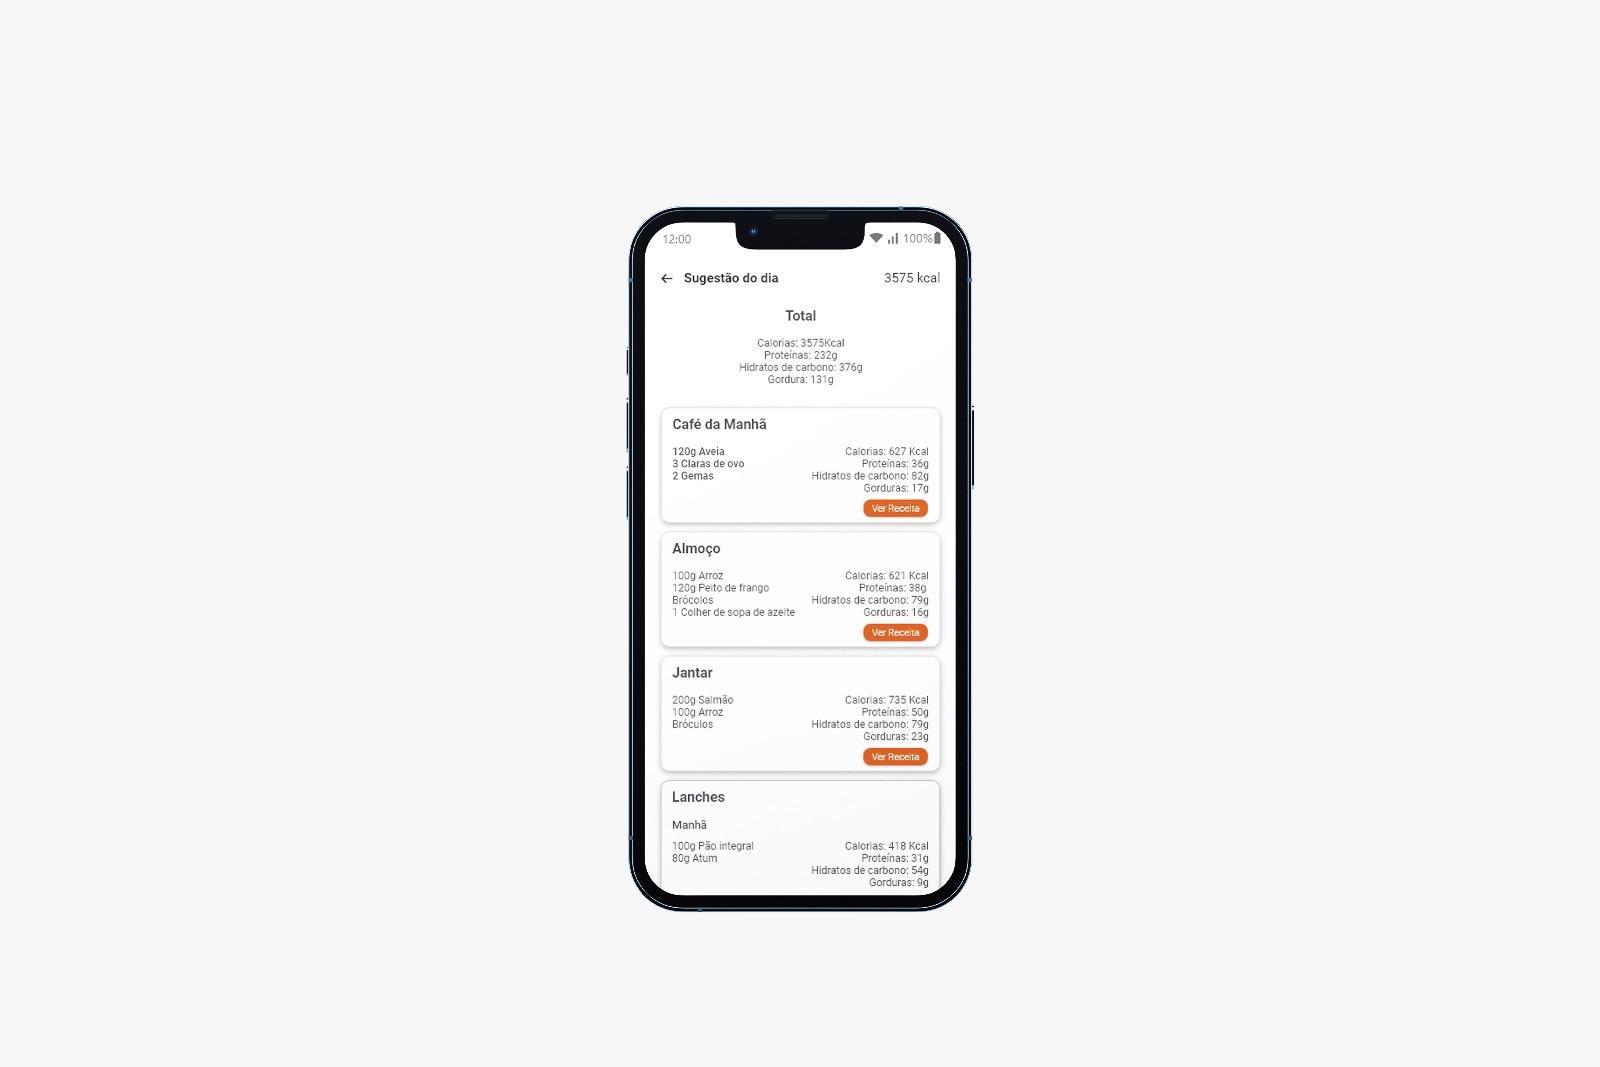 12:00
100%
Sugestão do dia
3575 kcal
Total
Calorias: 3575Kcal
Proteínas: 232g
Hidratos de carbono: 376g
Gordura: 131g
Café da Manhã
120g Aveia
3 Claras de ovo
2 Gemas
Calorias: 627 Kcal
Proteínas: 36g
Hidratos de carbono: 82g
Gorduras: 17g
Ver Receita
Almoço
100g Arroz
120g Peito de frango
Brócolos
1 Colher de sopa de azeite
Calorias: 621 Kcal
Proteínas: 38g
Hidratos de carbono: 79g
Gorduras: 16g
Ver Receita
Jantar
200g Salmão
100g Arroz
Bróculos
Calorias: 735 Kcal
Proteínas: 50g
Hidratos de carbono: 79g
Gorduras: 23g
Ver Receita
Lanches
Manhã
100g Pão integral
80g Atum
Calorias: 418 Kcal
Proteínas: 31g
Hidratos de carbono: 54g
Gorduras: 9g